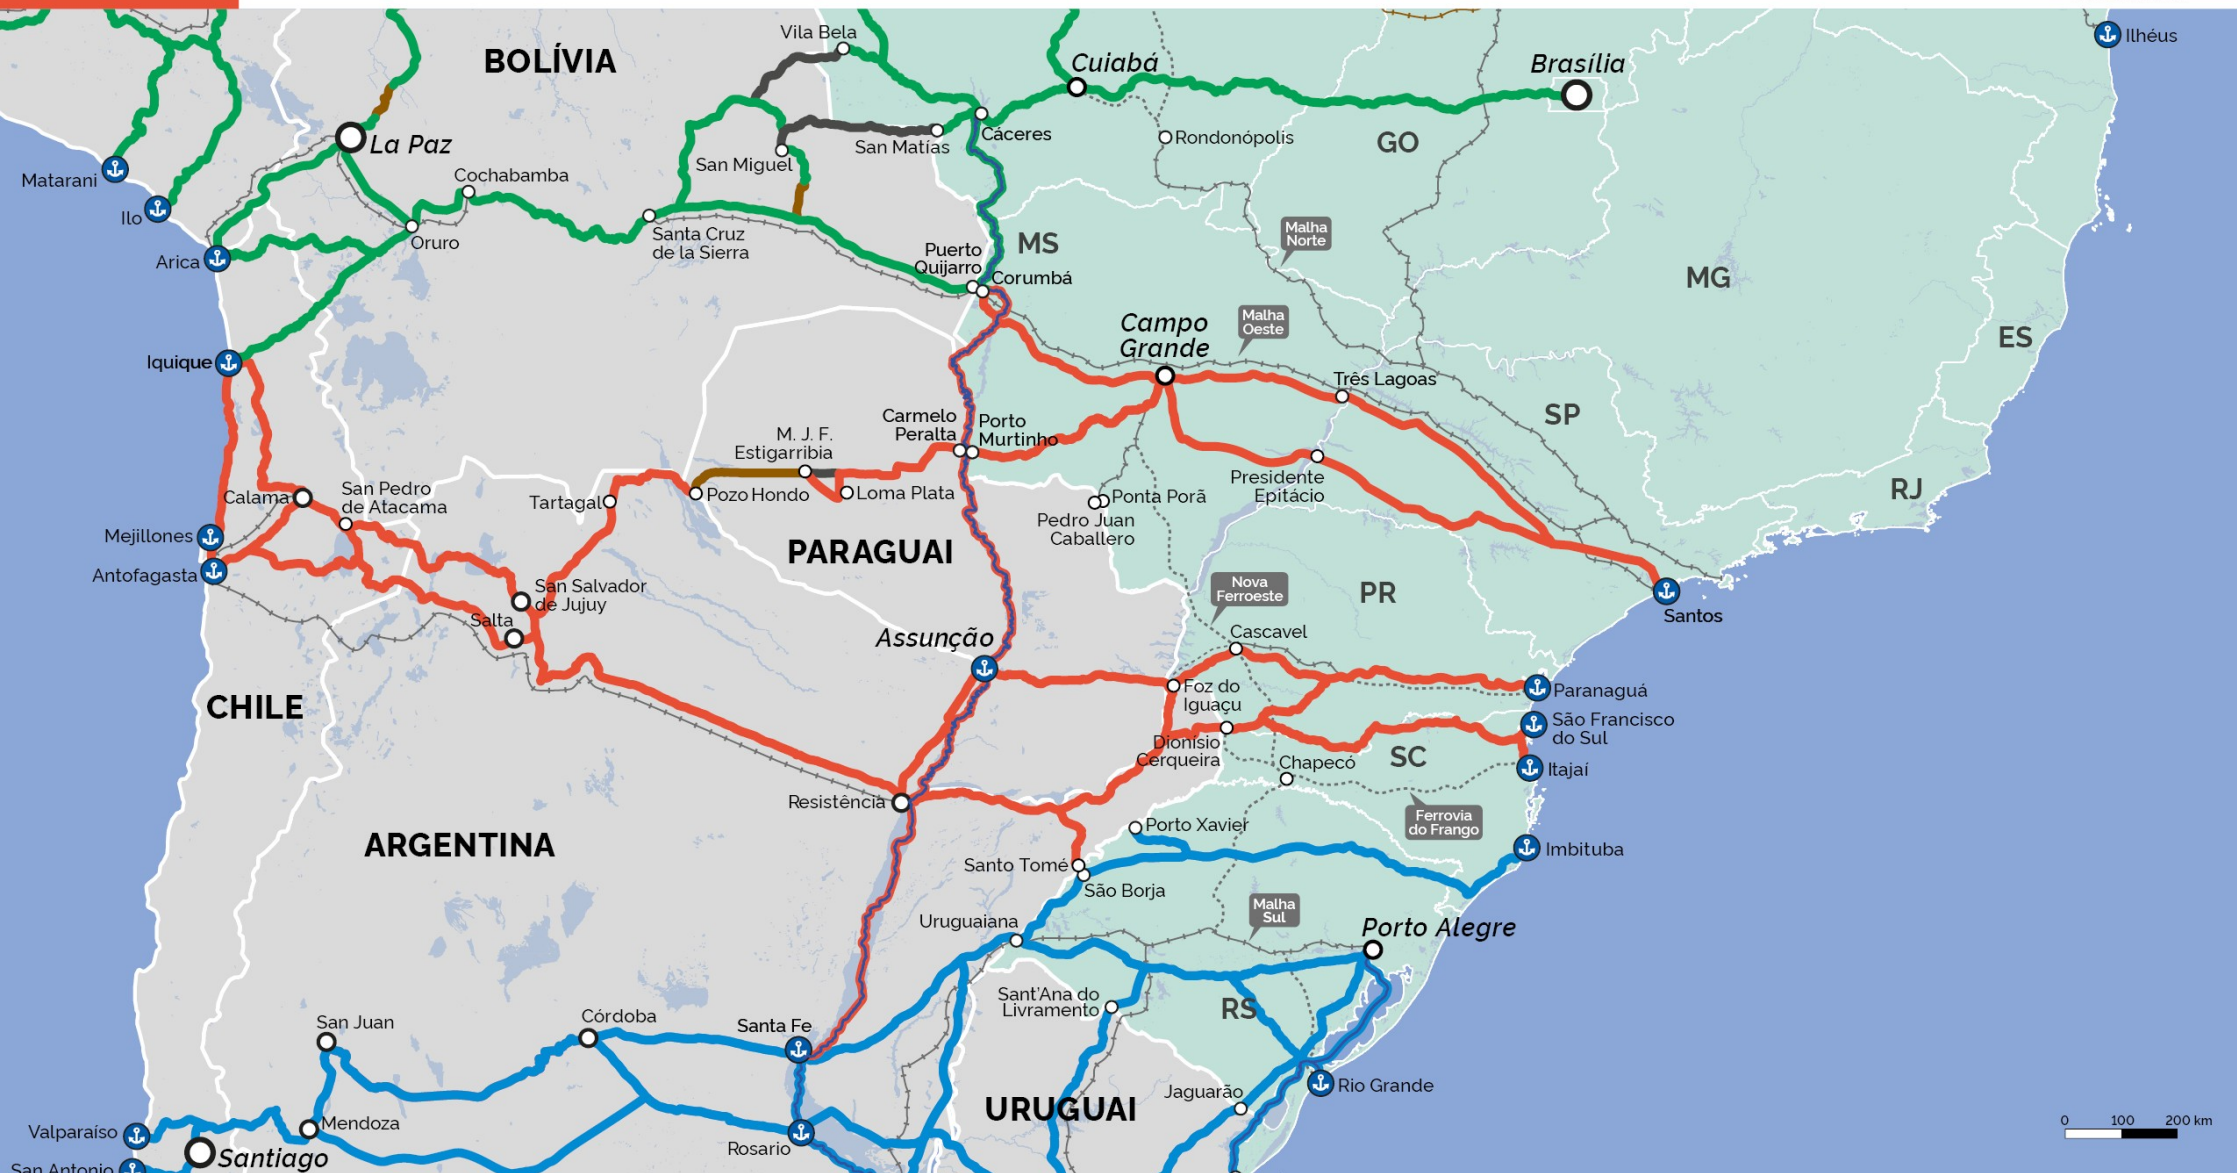 Vila Bela
Ilhéus
BOLÍVIA
Cuiabá
Brasília
La Paz
Cáceres
Rondonópolis
GO
San Matías
San Miguel
Matarani
Cochabamba
Ilo
Oruro
Santa Cruz
de la Sierra
Malha
Norte
Arica
Puerto
Quijarro
MS
Corumbá
MG
Malha
Oeste
Campo
Grande
ES
Iquique
Três Lagoas
Carmelo
Peralta
Porto
Murtinho
SP
M. J. F.
Estigarribia
Calama
San Pedro
de Atacama
Tartagal
Pozo Hondo
Loma Plata
Presidente
Epitácio
RJ
Ponta Porã
Pedro Juan
Caballero
Mejillones
PARAGUAI
Antofagasta
San Salvador
de Jujuy
Nova
Ferroeste
PR
Santos
Salta
Assunção
Cascavel
CHILE
Foz do
Iguaçu
Paranaguá
São Francisco
do Sul
Dionísio
Cerqueira
SC
Chapecó
Itajaí
Resistência
Ferrovia
do Frango
ARGENTINA
Porto Xavier
Imbituba
Santo Tomé
São Borja
Malha
Sul
Uruguaiana
Porto Alegre
Sant'Ana do
Livramento
RS
San Juan
Córdoba
Santa Fe
Jaguarão
Rio Grande
URUGUAI
Valparaíso
Mendoza
Rosario
Santiago
San Antonio
0 100 200 km